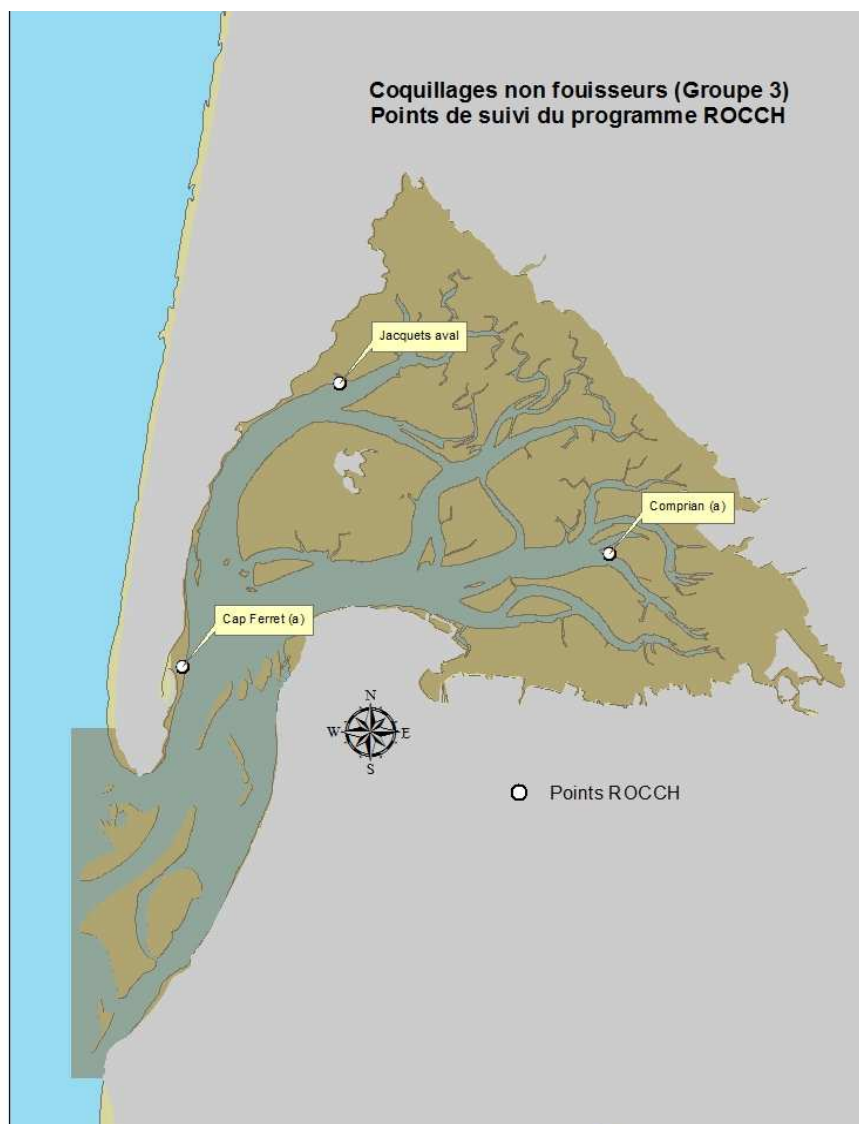 Coquillages non fouisseurs (Groupe 3)
Points de suivi du programme ROCCH
Jacquets aval
Comprian (a)
Cap Ferret (a)
N
W E
S
Points ROCCH